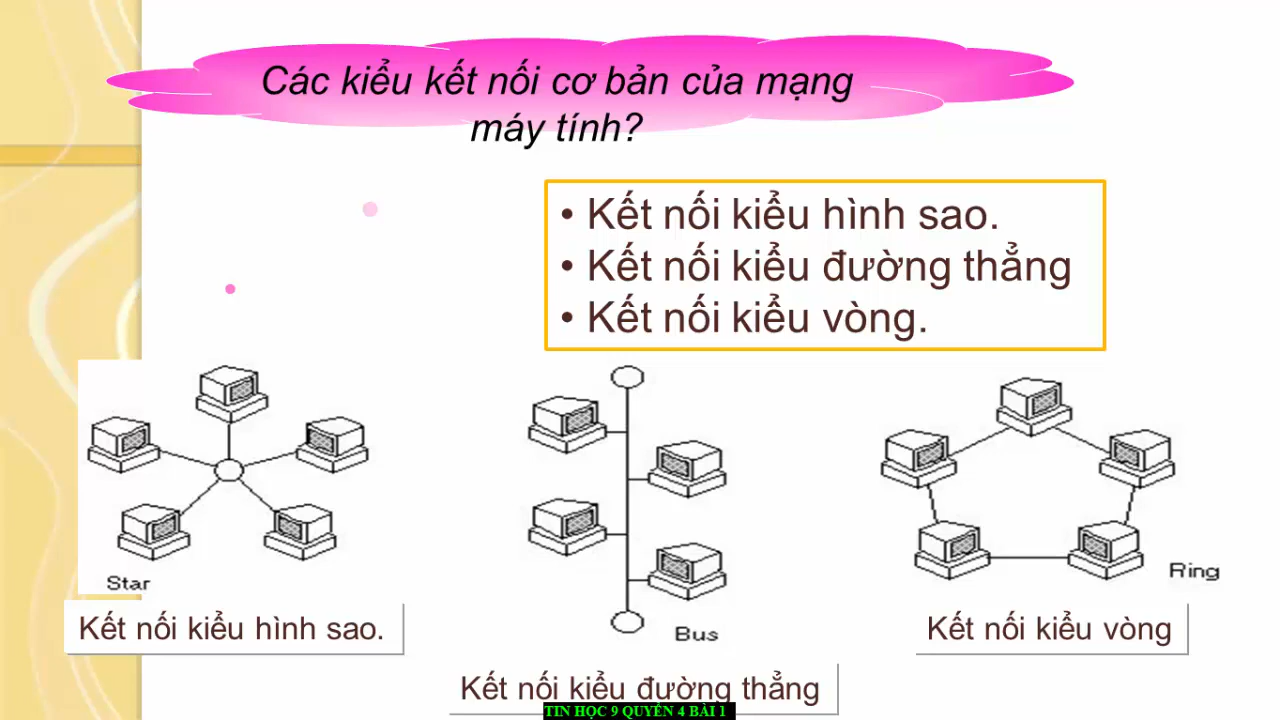 Các kiểu kết nối cơ bản của mạng
máy tính?
• Kết nối kiểu hình sao.
• Kết nối kiểu đường thẳng
• Kết nối kiểu vòng.
Star
Bus
Ring
Kết nối kiểu hình sao.
Kết nối kiểu đường thẳng
Kết nối kiểu vòng
TIN HỌC 9 QUYỂN 4 BÀI 1